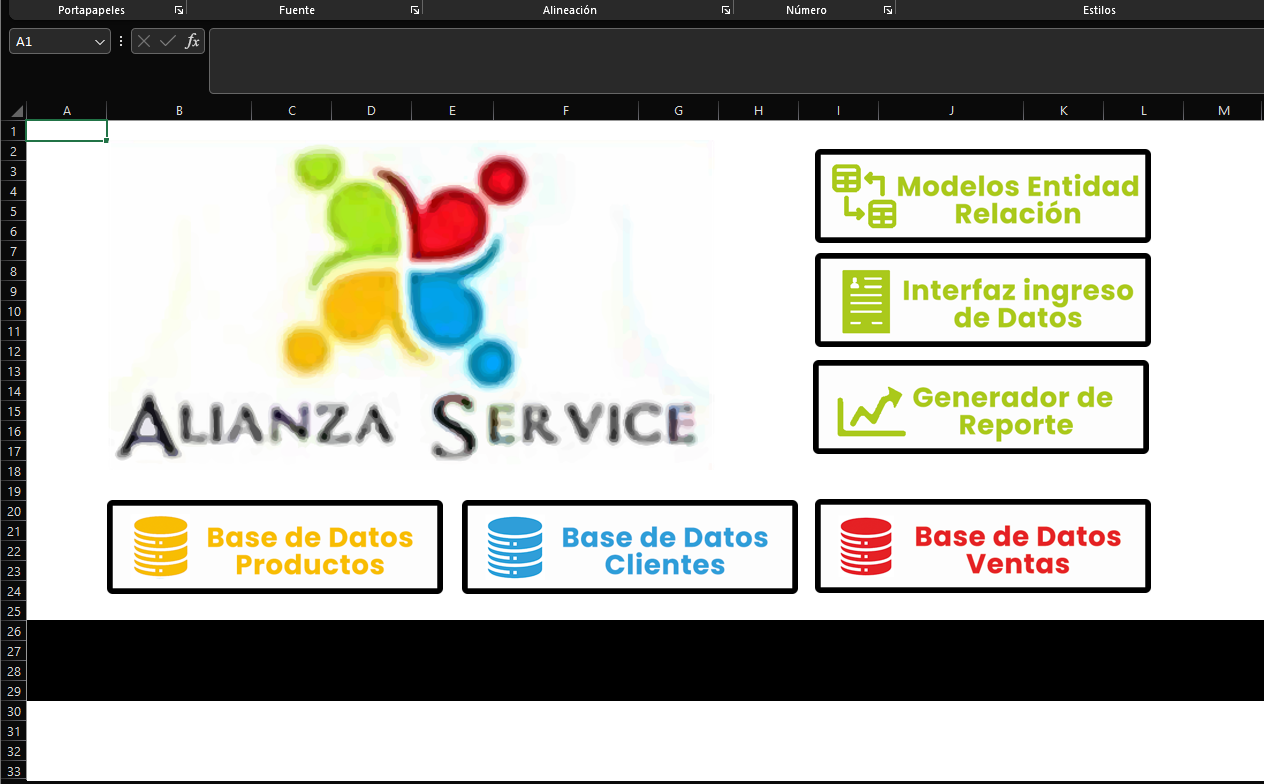 Portapapeles Fuente Alineación Número Estilos
A1 fx
A B C D E F G H I J K L M
1
2
3
4
5
6
7
8
9
10
11
12
13
14
15
16
17
18
19
20
21
22
23
24
25
26
27
28
29
30
31
32
33
ALIANZA SERVICE
Modelos Entidad
Relación
Interfaz ingreso
de Datos
Generador de
Reporte
Base de Datos
Productos
Base de Datos
Clientes
Base de Datos
Ventas